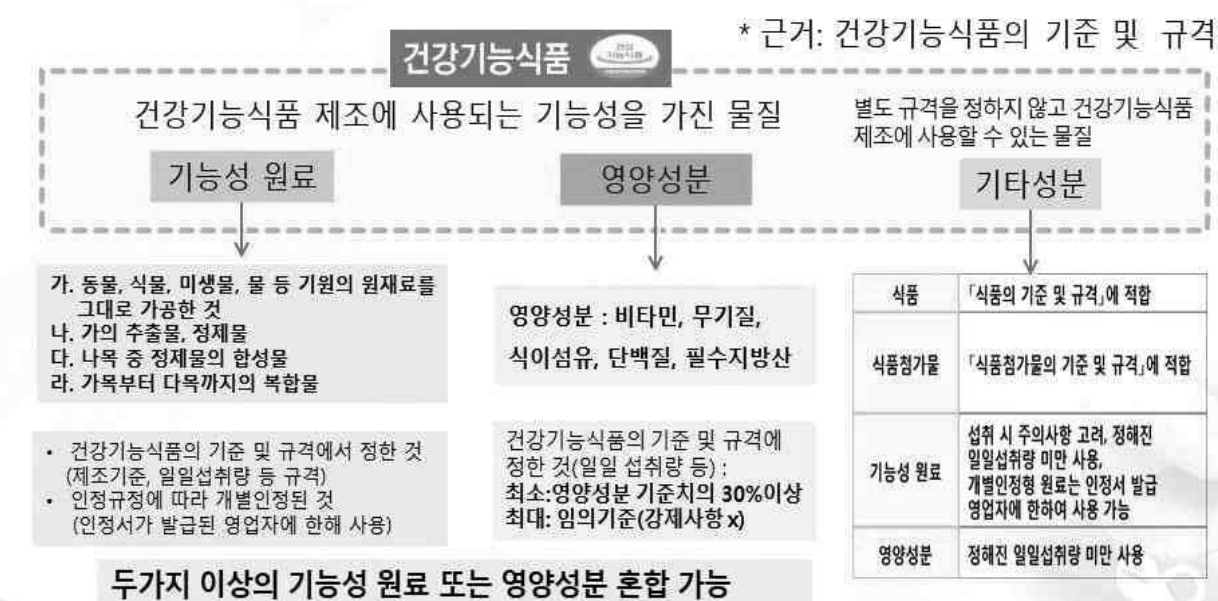 * 근거: 건강기능식품의 기준 및 규격
건강기능식품
건강
기능식품
건강기능식품 제조에 사용되는 기능성을 가진 물질
별도 규격을 정하지 않고 건강기능식품
제조에 사용할 수 있는 물질
기능성 원료
영양성분
기타성분
가. 동물, 식물, 미생물, 물 등 기원의 원재료를
그대로 가공한 것
나. 가의 추출물, 정제물
다. 나목 중 정제물의 합성물
라. 가목부터 다목까지의 복합물
• 건강기능식품의 기준 및 규격에서 정한 것
(제조기준, 일일섭취량 등 규격)
• 인정규정에 따라 개별인정된 것
(인정서가 발급된 영업자에 한해 사용)
영양성분 : 비타민, 무기질,
식이섬유, 단백질, 필수지방산
건강기능식품의 기준 및 규격에
정한 것(일일 섭취량 등) :
최소:영양성분 기준치의 30%이상
최대: 임의기준(강제사항 x)
식품 「식품의 기준 및 규격」에 적합
식품첨가물 「식품첨가물의 기준 및 규격」에 적합
기능성 원료
섭취 시 주의사항 고려, 정해진
일일섭취량 미만 사용,
개별인정형 원료는 인정서 발급
영업자에 한하여 사용 가능
영양성분 정해진 일일섭취량 미만 사용
두가지 이상의 기능성 원료 또는 영양성분 혼합 가능